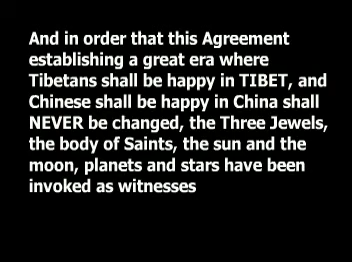 And in order that this Agreement
establishing a great era where
Tibetans shall be happy in TIBET, and
Chinese shall be happy in China shall
NEVER be changed, the Three Jewels,
the body of Saints, the sun and the
moon, planets and stars have been
invoked as witnesses